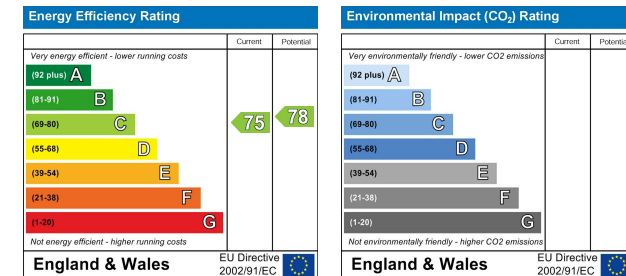 Energy Efficiency Rating
Current Potential
Very energy efficient - lower running costs
(92 plus) A
(81-91) B
(69-80) C
75 78
(55-68) D
(39-54) E
(21-38) F
(1-20) G
Not energy efficient - higher running costs
England & Wales
EU Directive
2002/91/EC
Environmental Impact (CO₂) Rating
Current Potential
Very environmentally friendly - lower CO2 emissions
(92 plus) A
(81-91) B
(69-80) C
(55-68) D
(39-54) E
(21-38) F
(1-20) G
Not environmentally friendly - higher CO2 emissions
England & Wales
EU Directive
2002/91/EC